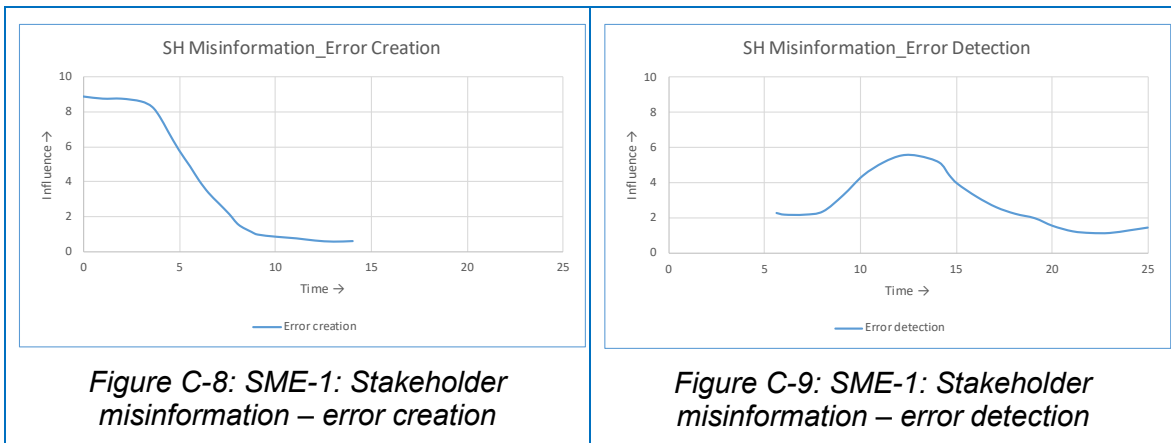 SH Misinformation_Error Creation
10
8
6
4
2
0
Influence →
0 5 10 15 20 25
Time →
Error creation
Figure C-8: SME-1: Stakeholder
misinformation – error creation
SH Misinformation_Error Detection
10
8
6
4
2
0
Influence →
0 5 10 15 20 25
Time →
Error detection
Figure C-9: SME-1: Stakeholder
misinformation – error detection